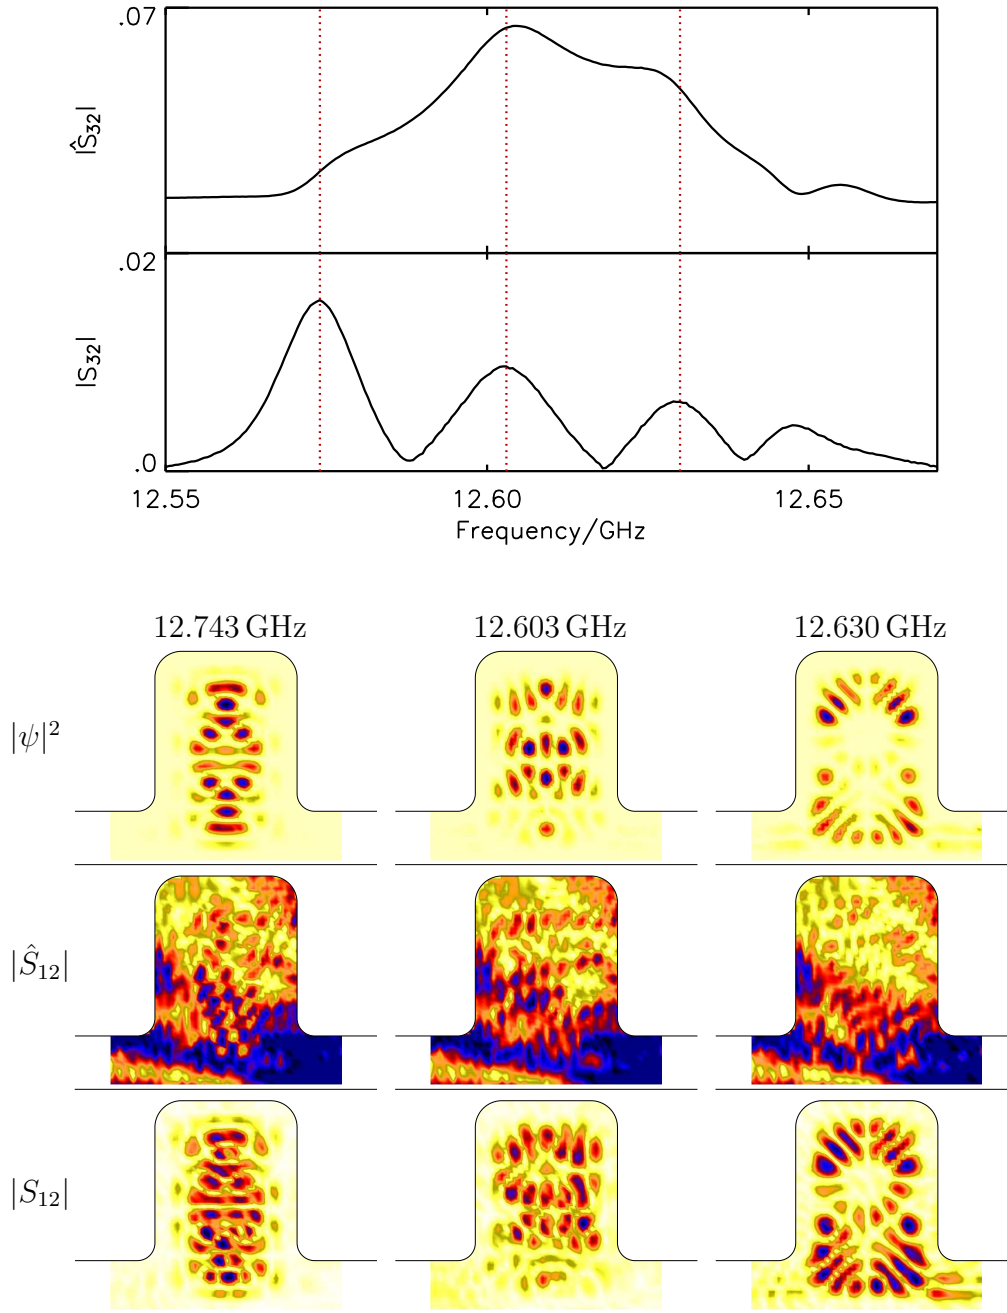 .07
|Ŝ₃₂|
.02
|S₃₂|
.0
12.55 12.60 12.65
Frequency/GHz
12.743 GHz 12.603 GHz 12.630 GHz
|ψ|²
|Ŝ₁₂|
|S₁₂|